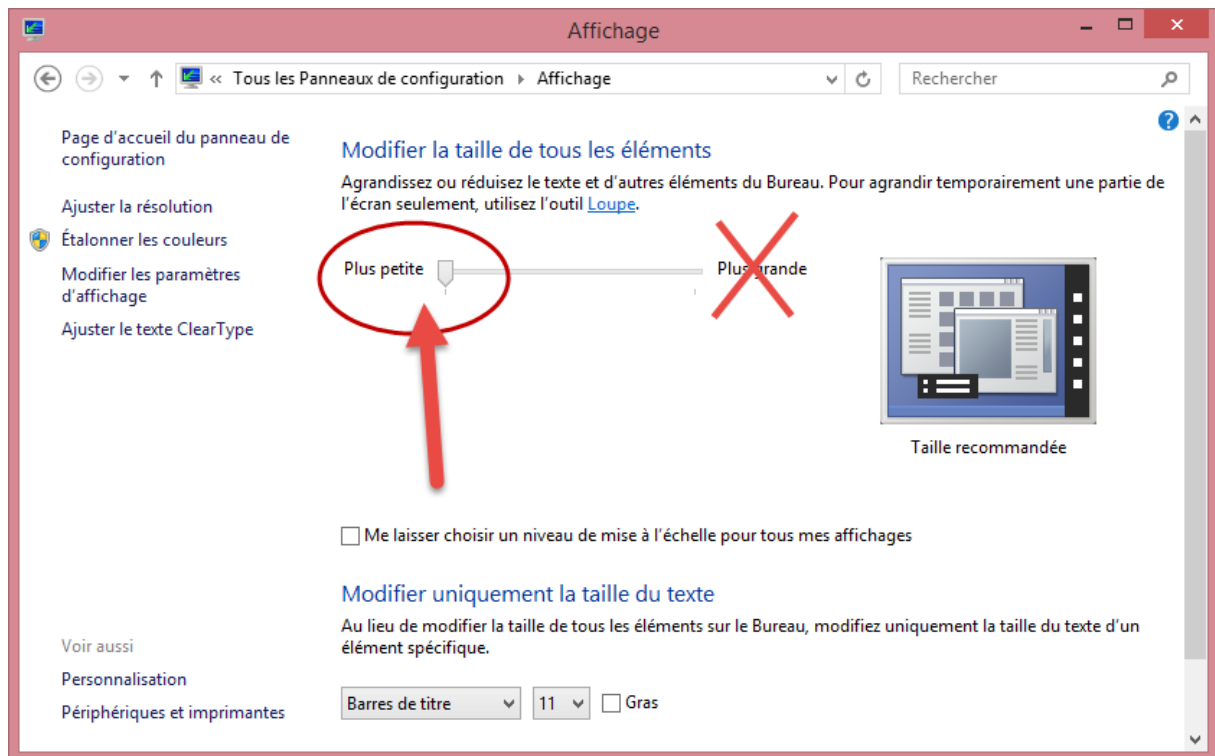 Affichage
« Tous les Panneaux de configuration Affichage
Rechercher
Page d'accueil du panneau de
configuration
Ajuster la résolution
Étalonner les couleurs
Modifier les paramètres
d'affichage
Ajuster le texte ClearType
Voir aussi
Personnalisation
Périphériques et imprimantes
Modifier la taille de tous les éléments
Agrandissez ou réduisez le texte et d'autres éléments du Bureau. Pour agrandir temporairement une partie de
l'écran seulement, utilisez l'outil Loupe.
Plus petite
Plus grande
Taille recommandée
Me laisser choisir un niveau de mise à l'échelle pour tous mes affichages
Modifier uniquement la taille du texte
Au lieu de modifier la taille de tous les éléments sur le Bureau, modifiez uniquement la taille du texte d'un
élément spécifique.
Barres de titre 11 Gras